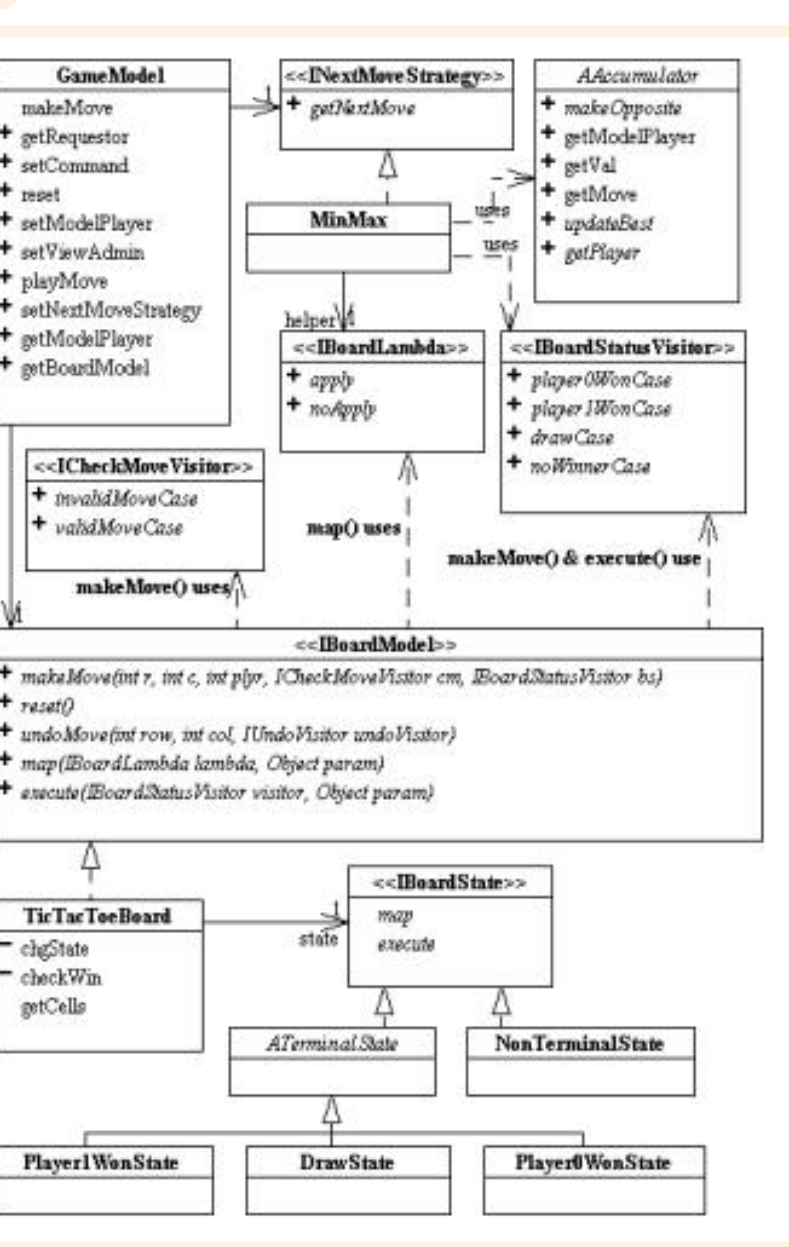 GameModel
makeMove
+ getRequestor
+ setCommand
+ reset
+ setModelPlayer
+ setViewAdmin
+ playMove
+ setNextMoveStrategy
+ getModelPlayer
+ getBoardModel
<<INextMoveStrategy>>
+ getNextMove
AAccumulator
+ makeOpposite
+ getModelPlayer
+ getVal
+ getMove
+ updateBest
+ getPlayer
1
MinMax
uses
uses
helper 1
<<IBoardLambda>>
+ apply
+ noApply
<<IBoardStatusVisitor>>
+ player0WonCase
+ player1WonCase
+ drawCase
+ noWinnerCase
<<ICheckMoveVisitor>>
+ invalidMoveCase
+ validMoveCase
map() uses
makeMove() & execute() use
makeMove() uses
1
<<IBoardModel>>
+ makeMove(int r, int c, int plyr, ICheckMoveVisitor cm, IBoardStatusVisitor bs)
+ reset()
+ undoMove(int row, int col, IUndoVisitor undoVisitor)
+ map(IBoardLambda lambda, Object param)
+ execute(IBoardStatusVisitor visitor, Object param)
<<IBoardState>>
map
execute
TicTacToeBoard
- chgState
- checkWin
getCells
state 1
ATerminalState
NonTerminalState
Player1WonState
DrawState
Player0WonState